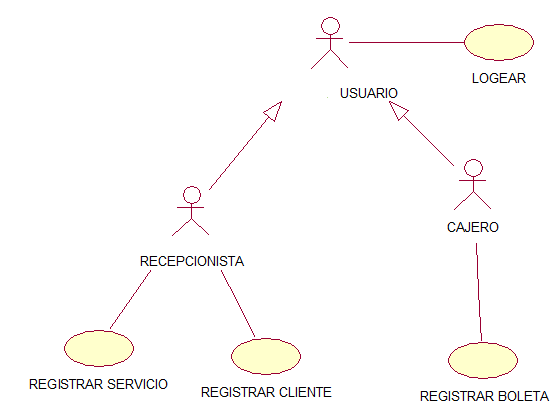 LOGEAR
USUARIO
CAJERO
RECEPCIONISTA
REGISTRAR SERVICIO
REGISTRAR CLIENTE
REGISTRAR BOLETA